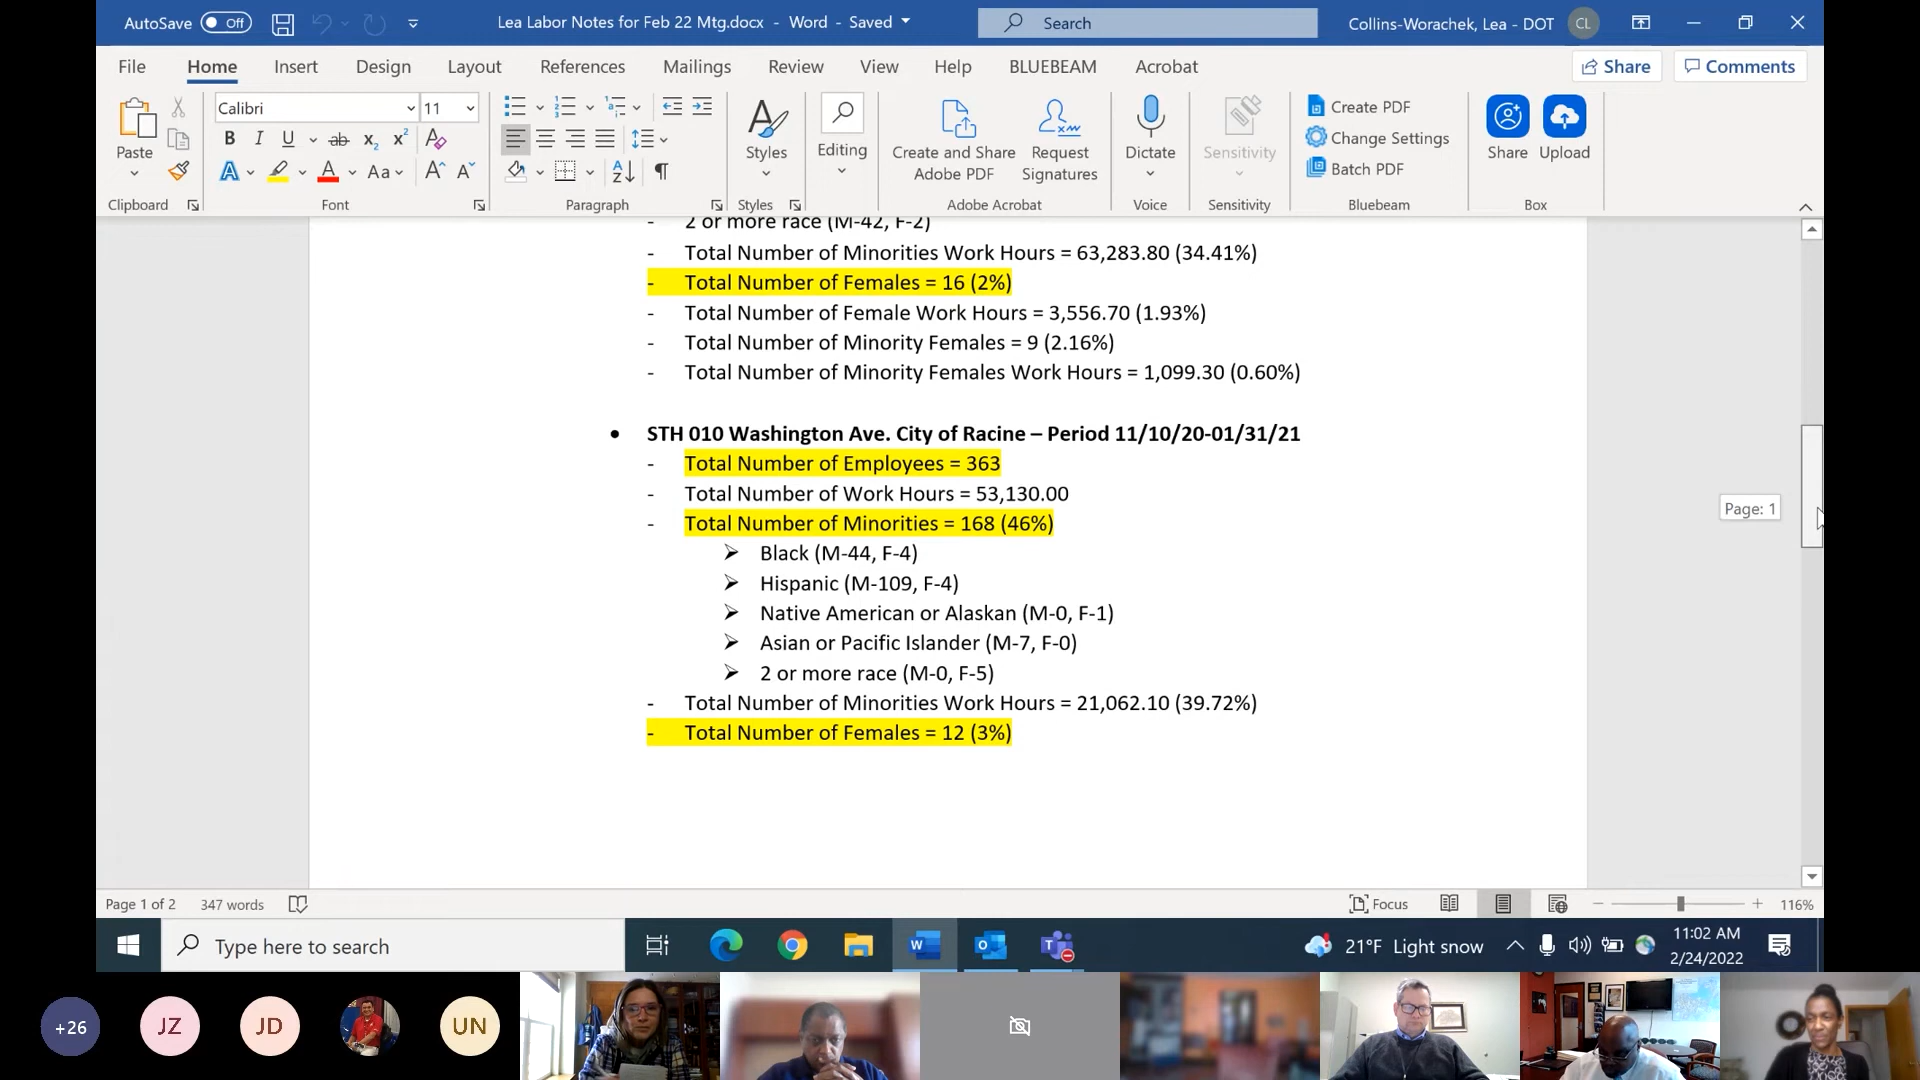 AutoSave Off Lea Labor Notes for Feb 22 Mtg.docx - Word - Saved Search Collins-Worachek, Lea - DOT CL
File Home Insert Design Layout References Mailings Review View Help BLUEBEAM Acrobat Share Comments
Calibri 11
Paste
Styles
Editing
Create and Share
Adobe PDF
Request
Signatures
Dictate
Sensitivity
Create PDF
Change Settings
Batch PDF
Share Upload
Clipboard Font Paragraph Styles Adobe Acrobat Voice Sensitivity Bluebeam Box
- 2 or more race (M-42, F-2)
- Total Number of Minorities Work Hours = 63,283.80 (34.41%)
- Total Number of Females = 16 (2%)
- Total Number of Female Work Hours = 3,556.70 (1.93%)
- Total Number of Minority Females = 9 (2.16%)
- Total Number of Minority Females Work Hours = 1,099.30 (0.60%)
• STH 010 Washington Ave. City of Racine – Period 11/10/20-01/31/21
- Total Number of Employees = 363
- Total Number of Work Hours = 53,130.00
- Total Number of Minorities = 168 (46%)
➢ Black (M-44, F-4)
➢ Hispanic (M-109, F-4)
➢ Native American or Alaskan (M-0, F-1)
➢ Asian or Pacific Islander (M-7, F-0)
➢ 2 or more race (M-0, F-5)
- Total Number of Minorities Work Hours = 21,062.10 (39.72%)
- Total Number of Females = 12 (3%)
Page: 1
Page 1 of 2 347 words Focus 116%
Type here to search 21°F Light snow 11:02 AM
2/24/2022
+26 JZ JD UN